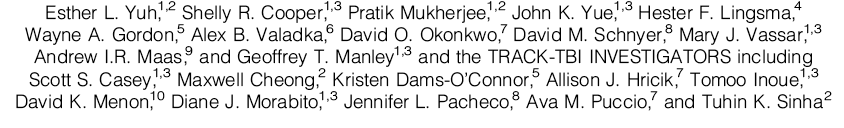 Esther L. Yuh,1,2 Shelly R. Cooper,1,3 Pratik Mukherjee,1,2 John K. Yue,1,3 Hester F. Lingsma,4
Wayne A. Gordon,5 Alex B. Valadka,6 David O. Okonkwo,7 David M. Schnyer,8 Mary J. Vassar,1,3
Andrew I.R. Maas,9 and Geoffrey T. Manley1,3 and the TRACK-TBI INVESTIGATORS including
Scott S. Casey,1,3 Maxwell Cheong,2 Kristen Dams-O'Connor,5 Allison J. Hricik,7 Tomoo Inoue,1,3
David K. Menon,10 Diane J. Morabito,1,3 Jennifer L. Pacheco,8 Ava M. Puccio,7 and Tuhin K. Sinha2